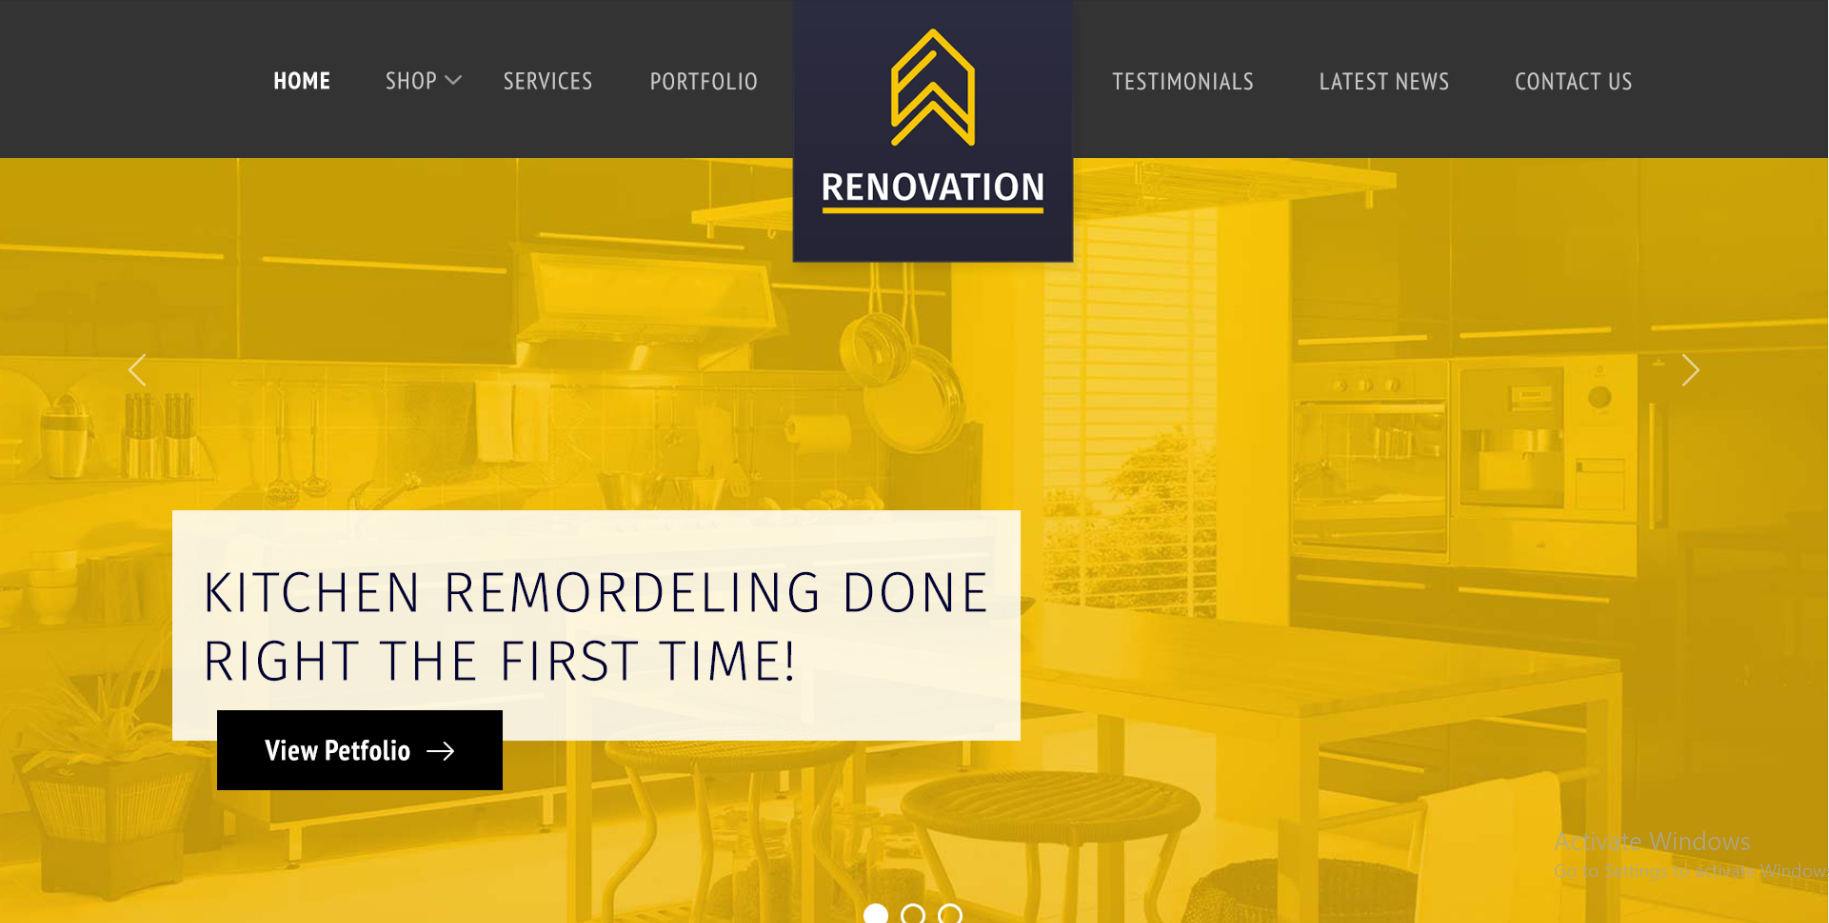 HOME
SHOP
SERVICES
PORTFOLIO
RENOVATION
TESTIMONIALS
LATEST NEWS
CONTACT US
KITCHEN REMORDELING DONE
RIGHT THE FIRST TIME!
View Petfolio
Activate Windows
Go to Settings to activate Windows